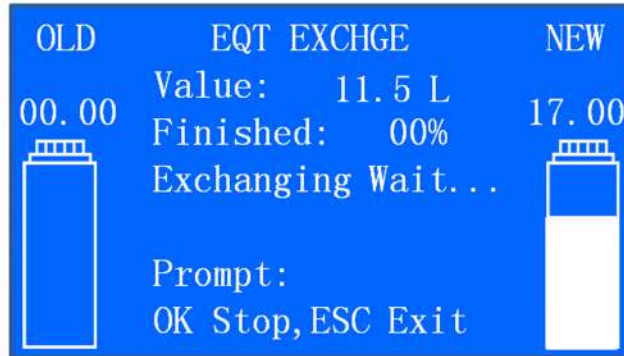 OLD EQT EXCHGE NEW
Value: 11.5 L
00.00 17.00
Finished: 00%
Exchanging Wait...
Prompt:
OK Stop,ESC Exit